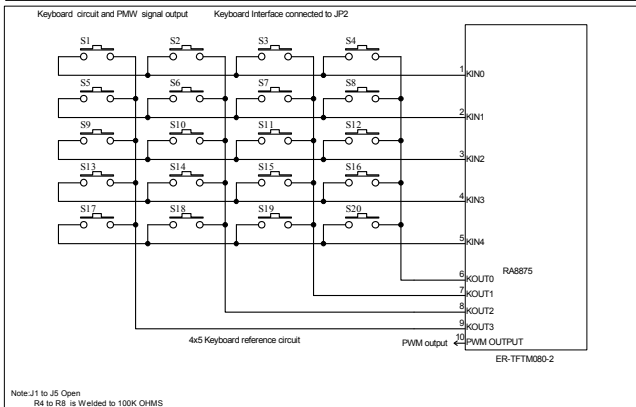 Keyboard circuit and PMW signal output Keyboard Interface connected to JP2
S1 S2 S3 S4
1 KIN0
S5 S6 S7 S8
2 KIN1
S9 S10 S11 S12
3 KIN2
S13 S14 S15 S16
4 KIN3
S17 S18 S19 S20
5 KIN4
6 KOUT0 RA8875
7 KOUT1
8 KOUT2
9 KOUT3
4x5 Keyboard reference circuit PWM output 10 PWM OUTPUT
ER-TFTM080-2
Note:J1 to J5 Open
R4 to R8 is Welded to 100K OHMS